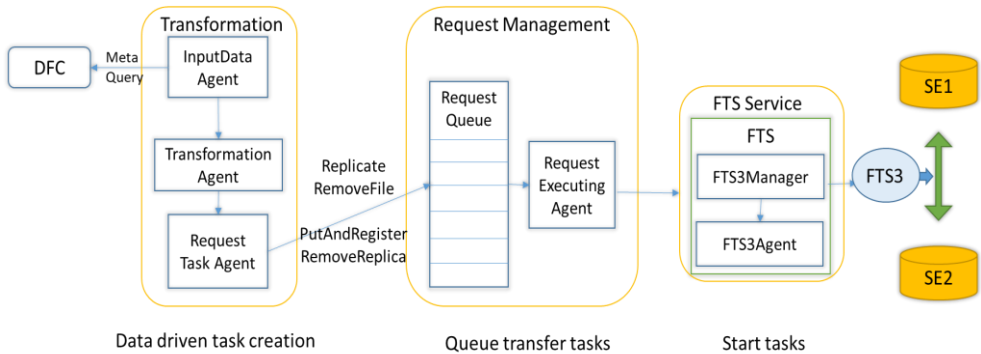 Transformation
DFC
Meta
Query
InputData
Agent
Transformation
Agent
Request
Task Agent
Data driven task creation
Replicate
RemoveFile
PutAndRegister
RemoveReplica
Request Management
Request
Queue
Request
Executing
Agent
Queue transfer tasks
FTS Service
FTS
FTS3Manager
FTS3Agent
Start tasks
FTS3
SE1
SE2